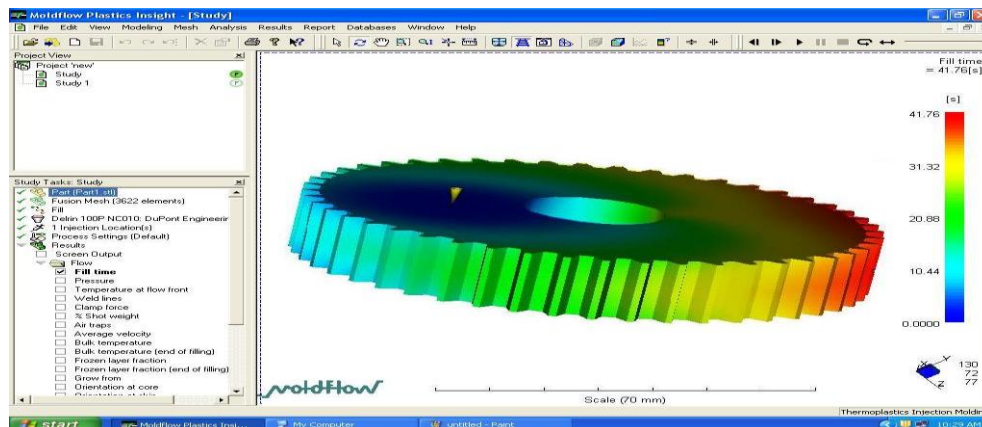 Moldflow Plastics Insight - [Study]
File Edit View Modeling Mesh Analysis Results Report Databases Window Help
Project View
Project 'new'
Study
Study 1
Study Tasks: Study
Part (Part1.stl)
Fusion Mesh (3622 elements)
Fill
Delrin 100P NC010: DuPont Engineerir
1 Injection Location(s)
Process Settings (Default)
Results
Screen Output
Flow
Fill time
Pressure
Temperature at flow front
Weld lines
Clamp force
% Shot weight
Air traps
Average velocity
Bulk temperature
Bulk temperature (end of filling)
Frozen layer fraction
Frozen layer fraction (end of filling)
Grow from
Orientation at core
Orientation at skin
Fill time
= 41.76[s]
[s]
41.76
31.32
20.88
10.44
0.0000
moldflow
Scale (70 mm)
X Y
Z
130
72
77
Thermoplastics Injection Moldin
start
Moldflow Plastics Insi...
My Computer
untitled - Paint
10:29 AM